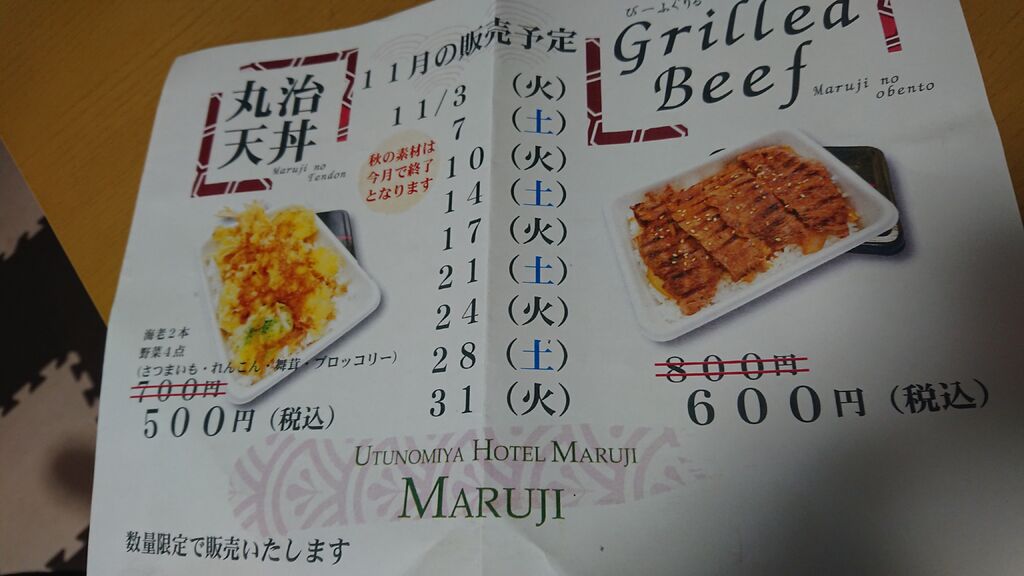 丸治
天丼
Maruji no
Tendon
11月の販売予定
11/3 (火)
7 (土)
10 (火)
14 (土)
17 (火)
21 (土)
24 (火)
28 (土)
31 (火)
秋の素材は
今月で終了
となります
海老2本
野菜4点
(さつまいも・れんこん・舞茸・ブロッコリー)
700円
500円(税込)
びーふぐりる
Grilled
Beef
Maruji no
obento
800円
600円(税込)
UTUNOMIYA HOTEL MARUJI
MARUJI
数量限定で販売いたします